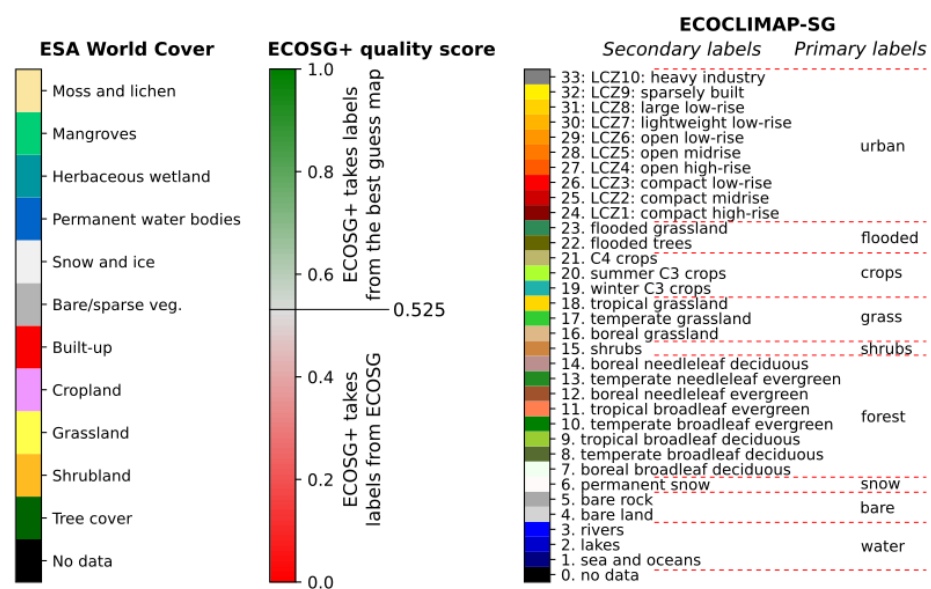 ESA World Cover
Moss and lichen
Mangroves
Herbaceous wetland
Permanent water bodies
Snow and ice
Bare/sparse veg.
Built-up
Cropland
Grassland
Shrubland
Tree cover
No data
ECOSG+ quality score
1.0
0.8
0.6
0.525
0.4
0.2
0.0
ECOSG+ takes labels
from the best guess map
ECOSG+ takes
labels from ECOSG
ECOCLIMAP-SG
Secondary labels Primary labels
33: LCZ10: heavy industry
32: LCZ9: sparsely built
31: LCZ8: large low-rise
30: LCZ7: lightweight low-rise
29: LCZ6: open low-rise
28: LCZ5: open midrise
27: LCZ4: open high-rise
26: LCZ3: compact low-rise
25. LCZ2: compact midrise
24. LCZ1: compact high-rise
23. flooded grassland
22. flooded trees
21. C4 crops
20. summer C3 crops
19. winter C3 crops
18. tropical grassland
17. temperate grassland
16. boreal grassland
15. shrubs
14. boreal needleleaf deciduous
13. temperate needleleaf evergreen
12. boreal needleleaf evergreen
11. tropical broadleaf evergreen
10. temperate broadleaf evergreen
9. tropical broadleaf deciduous
8. temperate broadleaf deciduous
7. boreal broadleaf deciduous
6. permanent snow
5. bare rock
4. bare land
3. rivers
2. lakes
1. sea and oceans
0. no data
urban
flooded
crops
grass
shrubs
forest
snow
bare
water